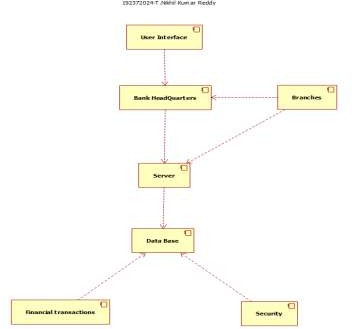 192372024-T .Nikhil Kumar Reddy
User Interface
Bank HeadQuarters
Branches
Server
Data Base
Financial transactions
Security